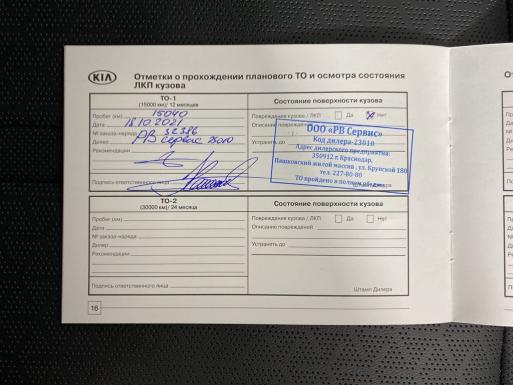 KIA
Отметки о прохождении планового ТО и осмотра состояния
ЛКП кузова
ТО-1
(15000 км)/ 12 месяцев
Пробег (км) 15040
Дата 18.10.2021
№ заказ-наряда 32386
Дилер РВ Сервис
Рекомендации
Подпись ответственного лица
Состояние поверхности кузова
Повреждения кузова / ЛКП Да Нет
Описание
Устранить до
ООО «РВ Сервис»
Код дилера-23010
Адрес дилерского предприятия:
350912 г. Краснодар,
Пашковский жилой массив , ул. Крупской 180
тел. 227-80-80
ТО пройдено в полном объеме
ТО-2
(30000 км)/ 24 месяца
Пробег (км)
Дата
№ заказ-наряда
Дилер
Рекомендации
Подпись ответственного лица
Состояние поверхности кузова
Повреждения кузова / ЛКП Да Нет
Описание повреждений
Устранить до
Штамп Дилера
16